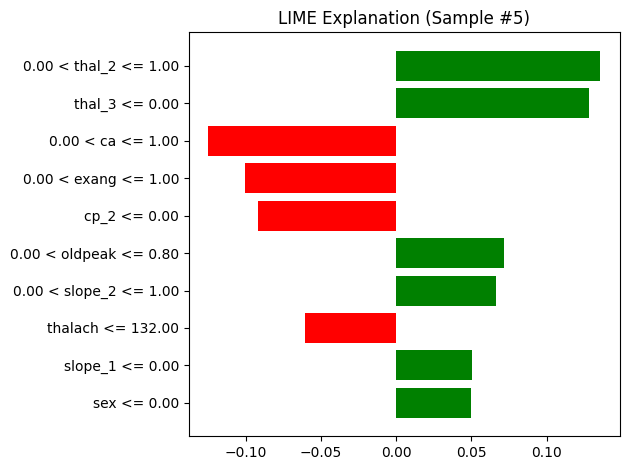 LIME Explanation (Sample #5)
0.00 < thal_2 <= 1.00
thal_3 <= 0.00
0.00 < ca <= 1.00
0.00 < exang <= 1.00
cp_2 <= 0.00
0.00 < oldpeak <= 0.80
0.00 < slope_2 <= 1.00
thalach <= 132.00
slope_1 <= 0.00
sex <= 0.00
−0.10 −0.05 0.00 0.05 0.10